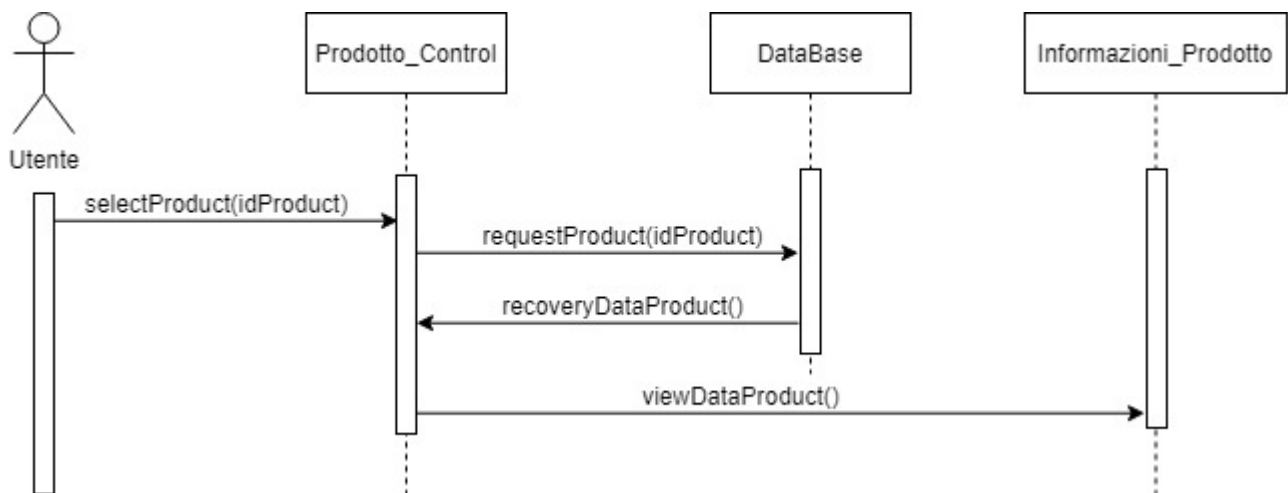 Prodotto_Control
DataBase
Informazioni_Prodotto
Utente
selectProduct(idProduct)
requestProduct(idProduct)
recoveryDataProduct()
viewDataProduct()